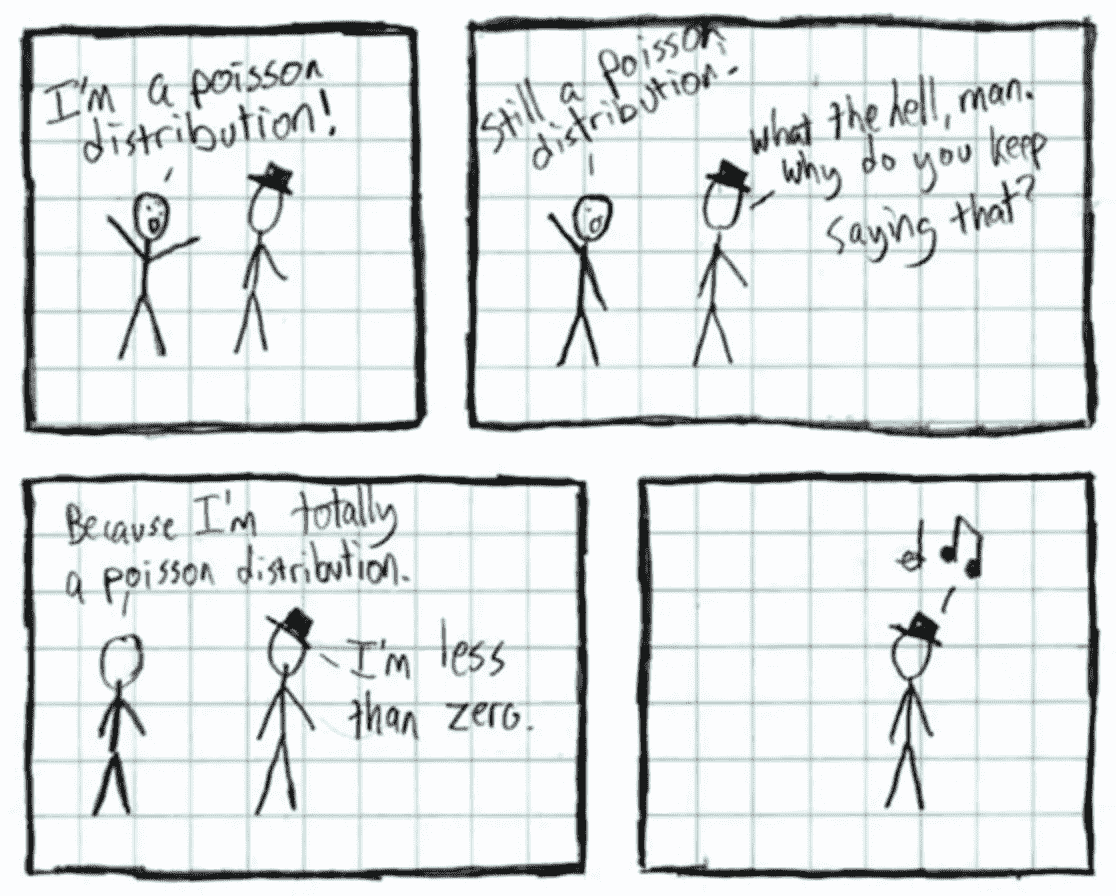 I'm a poisson
distribution!
Still a poisson
distribution.
What the hell, man.
Why do you keep
saying that?
Because I'm totally
a poisson distribution.
I'm less
than zero.